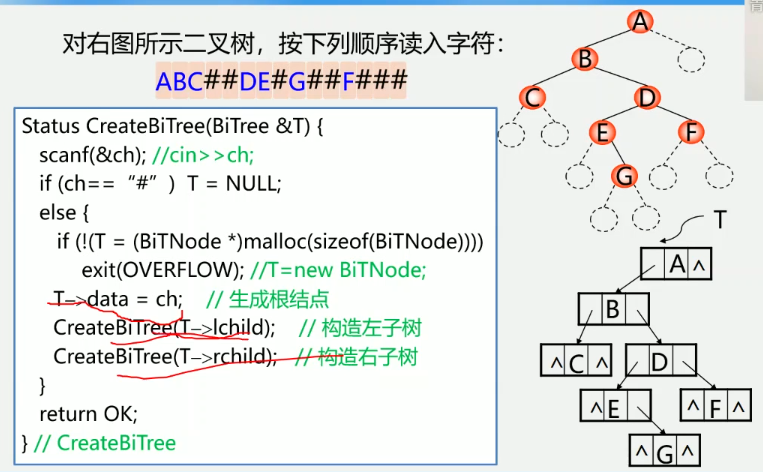 对右图所示二叉树，按下列顺序读入字符：
ABC##DE#G##F###
Status CreateBiTree(BiTree &T) {
scanf(&ch); //cin>>ch;
if (ch==“#”) T = NULL;
else {
if (!(T = (BiTNode *)malloc(sizeof(BiTNode))))
exit(OVERFLOW); //T=new BiTNode;
T–>data = ch; // 生成根结点
CreateBiTree(T–>lchild); // 构造左子树
CreateBiTree(T–>rchild); // 构造右子树
}
return OK;
} // CreateBiTree
A
B
C D
E F
G
T
A ^
B
^ C ^ D
^ E ^ F ^
^ G ^